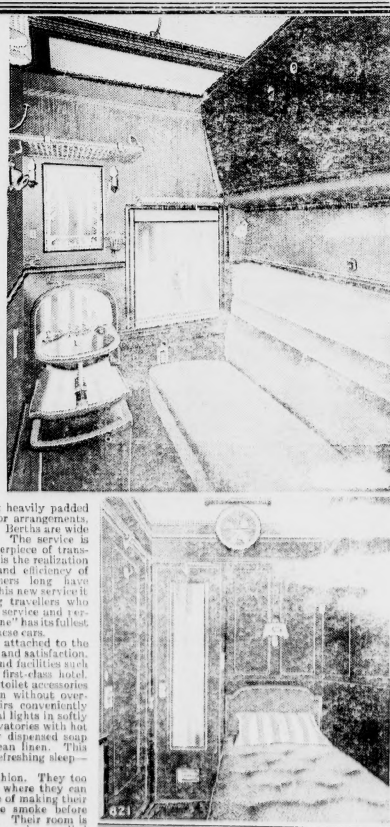 heavily padded
or arrangements.
Berths are wide
The service is
erpiece of trans-
is the realization
and efficiency of
ners long have
his new service it
g travellers who
service and
ne" has its fullest
ese cars.
attached to the
and satisfaction.
nd facilities such
first-class hotel.
toilet accessories
n without over-
irs conveniently
al lights in softly
vatories with hot
dispensed soap
ean linen. This
efreshing sleep—
hion. They too
where they can
e of making their
e smoke before
Their room is
621